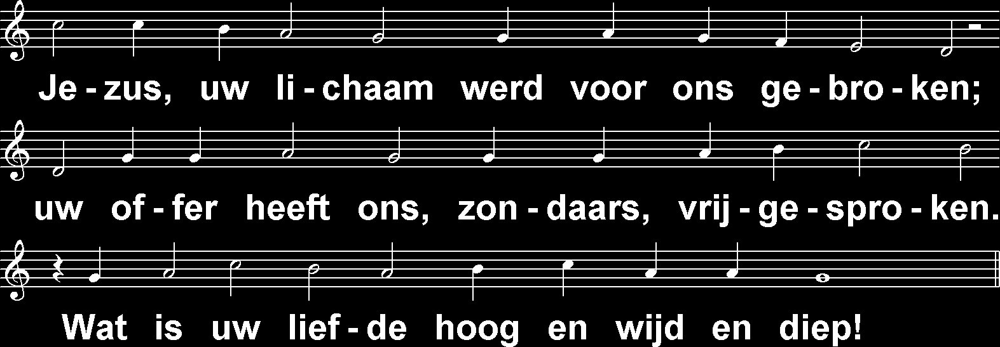 Je - zus, uw li - chaam werd voor ons ge - bro - ken;
uw of - fer heeft ons, zon - daars, vrij - ge - spro - ken.
Wat is uw lief - de hoog en wijd en diep!